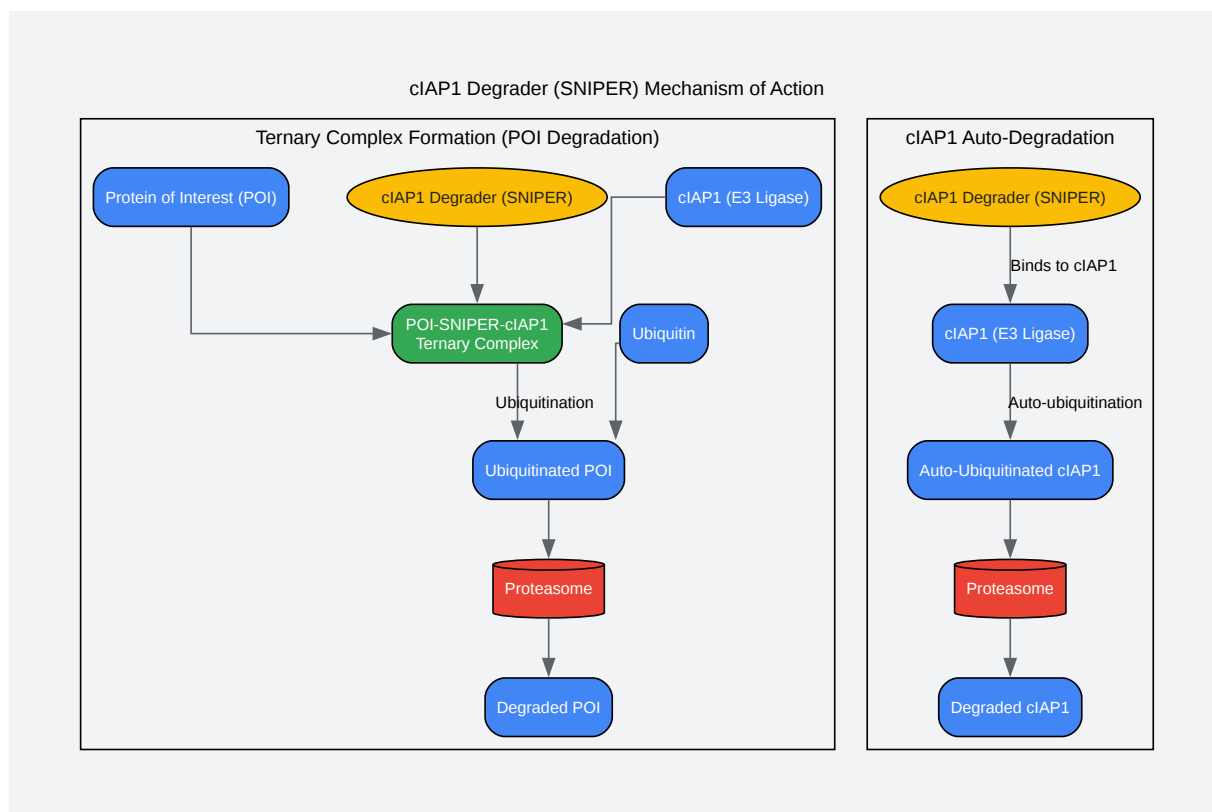 cIAP1 Degrader (SNIPER) Mechanism of Action
Ternary Complex Formation (POI Degradation)
Protein of Interest (POI)
cIAP1 Degrader (SNIPER)
cIAP1 (E3 Ligase)
POI-SNIPER-cIAP1
Ternary Complex
Ubiquitin
Ubiquitination
Ubiquitinated POI
Proteasome
Degraded POI
cIAP1 Auto-Degradation
cIAP1 Degrader (SNIPER)
Binds to cIAP1
cIAP1 (E3 Ligase)
Auto-ubiquitination
Auto-Ubiquitinated cIAP1
Proteasome
Degraded cIAP1